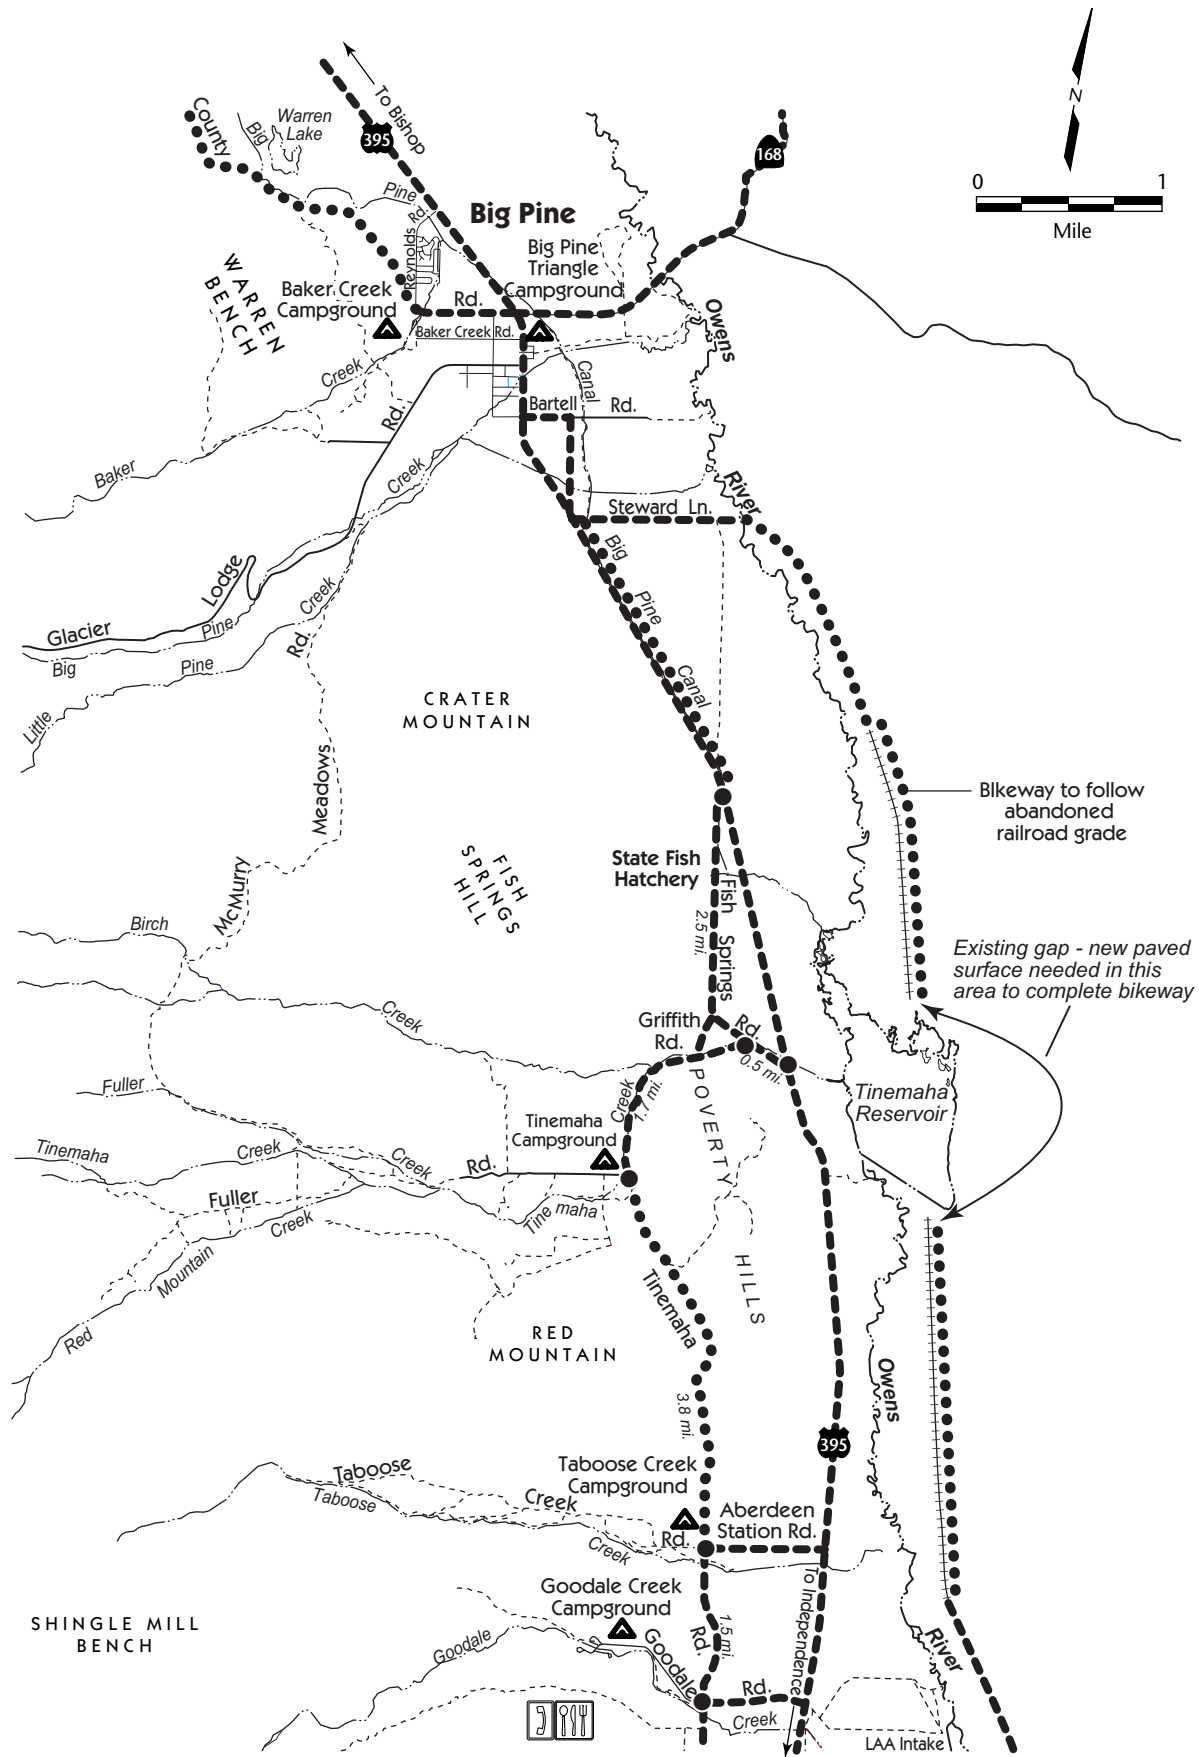 N
0 1
Mile
To Bishop
395
168
County
Big
Warren
Lake
Pine
Reynolds
Rd.
Big Pine
Big Pine
Triangle
Campground
WARREN
BENCH
Baker Creek
Campground
Rd.
Baker Creek Rd.
Owens
Creek
Canal
Rd.
Bartell Rd.
Baker
Creek
River
Steward Ln.
Big
Pine
Canal
Lodge
Glacier
Pine
Big
Creek
Rd.
Pine
Little
CRATER
MOUNTAIN
Meadows
BIkeway to follow
abandoned
railroad grade
FISH
SPRINGS
HILL
State Fish
Hatchery
McMurry
Fish
Springs
2.5 mi.
Birch
Existing gap - new paved
surface needed in this
area to complete bikeway
Creek
Griffith
Rd.
Rd.
0.5 mi.
Fuller
Creek
1.7 mi.
POVERTY
Tinemaha
Reservoir
Tinemaha
Campground
Tinemaha
Creek
Creek
Rd.
Fuller
Tine maha
Creek
Mountain
Red
HILLS
Tinemaha
RED
MOUNTAIN
Owens
3.8 mi.
395
Taboose Creek
Campground
Taboose
Taboose
Creek
Aberdeen
Station Rd.
Rd.
Creek
To Independence
Goodale Creek
Campground
SHINGLE MILL
BENCH
1.5 mi.
Rd.
River
Goodale
Goodale
Rd.
Creek
LAA Intake